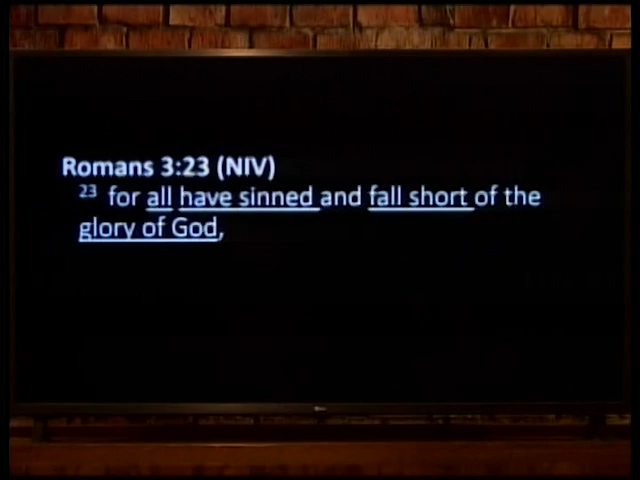 Romans 3:23 (NIV)
23 for all have sinned and fall short of the
glory of God,